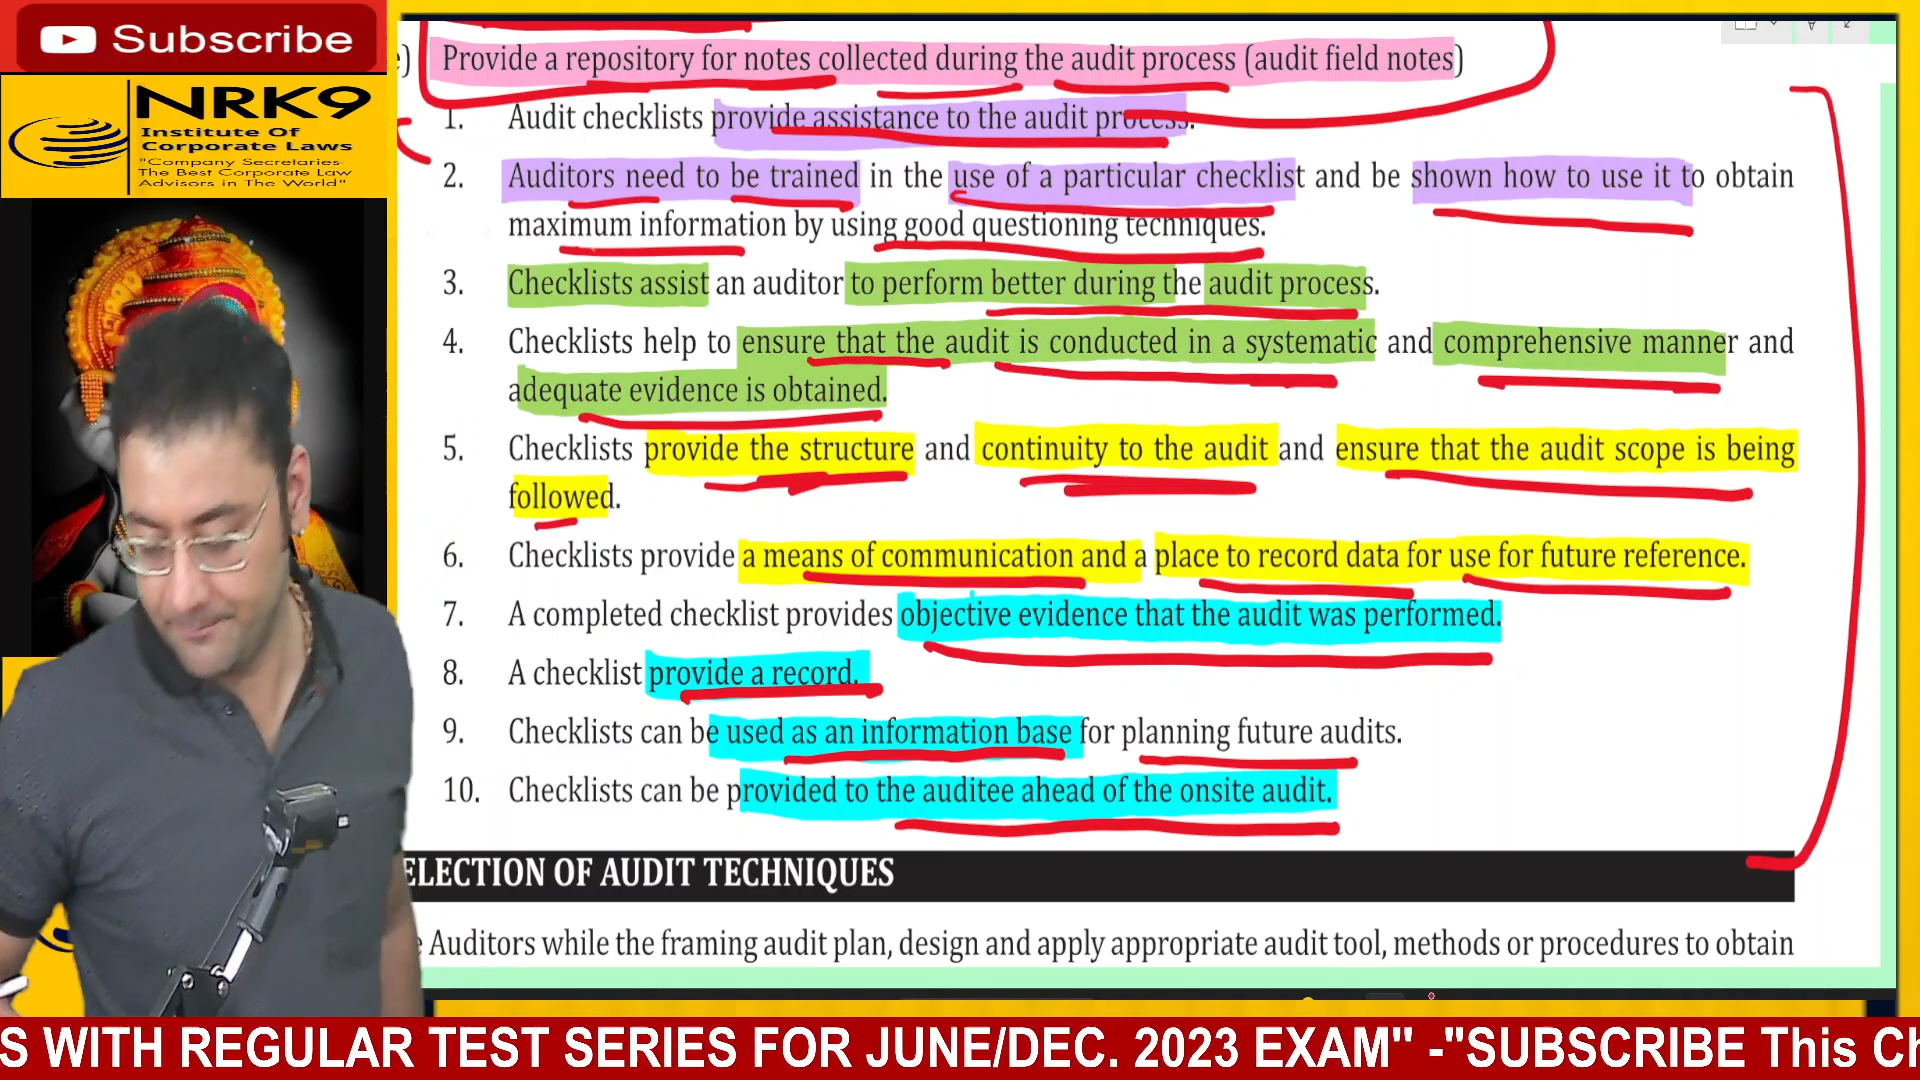 Subscribe
NRK9
Institute Of
Corporate Laws
"Company Secretaries-
The Best Corporate Law
Advisors in The World"
e) Provide a repository for notes collected during the audit process (audit field notes)
1. Audit checklists provide assistance to the audit process.
2. Auditors need to be trained in the use of a particular checklist and be shown how to use it to obtain
maximum information by using good questioning techniques.
3. Checklists assist an auditor to perform better during the audit process.
4. Checklists help to ensure that the audit is conducted in a systematic and comprehensive manner and
adequate evidence is obtained.
5. Checklists provide the structure and continuity to the audit and ensure that the audit scope is being
followed.
6. Checklists provide a means of communication and a place to record data for use for future reference.
7. A completed checklist provides objective evidence that the audit was performed.
8. A checklist provide a record.
9. Checklists can be used as an information base for planning future audits.
10. Checklists can be provided to the auditee ahead of the onsite audit.
ELECTION OF AUDIT TECHNIQUES
e Auditors while the framing audit plan, design and apply appropriate audit tool, methods or procedures to obtain
S WITH REGULAR TEST SERIES FOR JUNE/DEC. 2023 EXAM" -"SUBSCRIBE This Ch